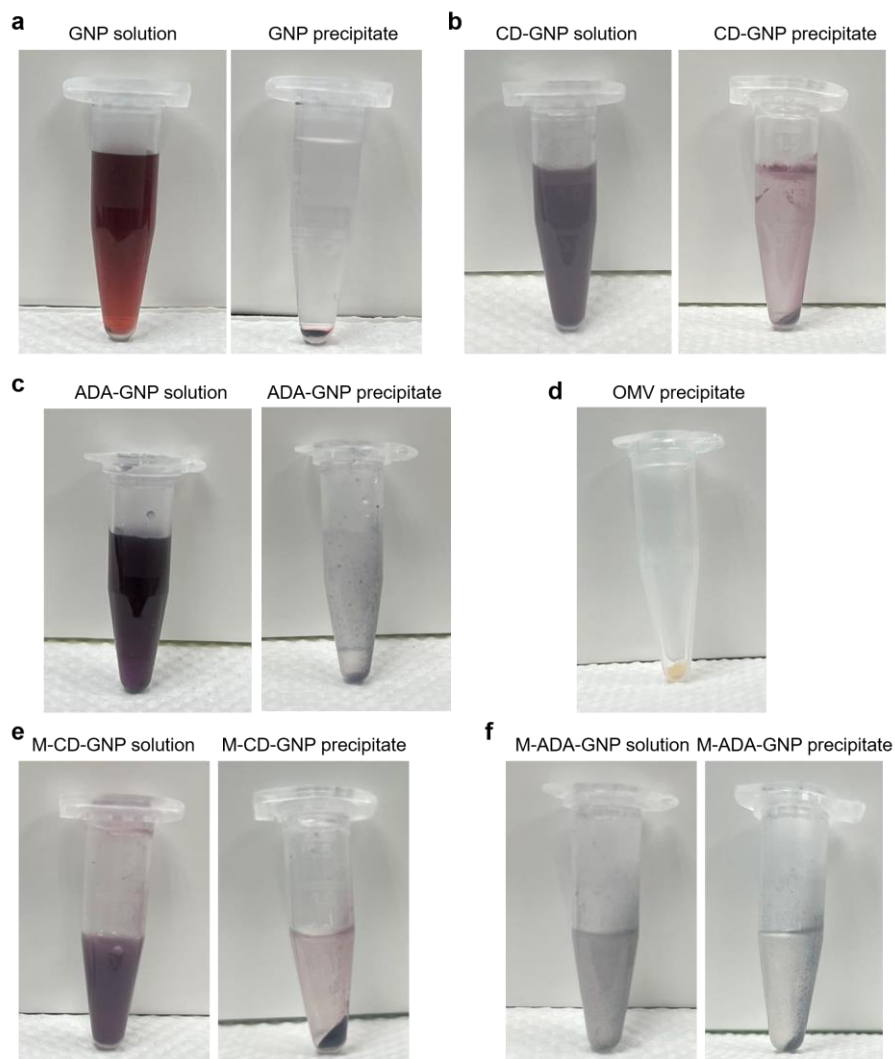 a
GNP solution GNP precipitate
b
CD-GNP solution CD-GNP precipitate
c
ADA-GNP solution ADA-GNP precipitate
d
OMV precipitate
e
M-CD-GNP solution M-CD-GNP precipitate
f
M-ADA-GNP solution M-ADA-GNP precipitate